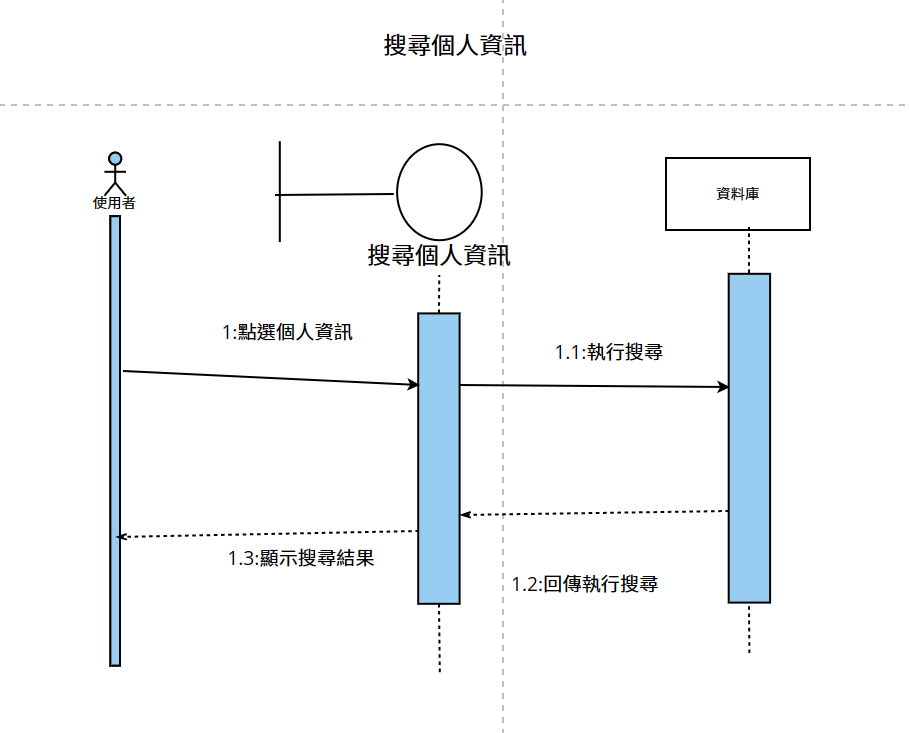 搜尋個人資訊
使用者
搜尋個人資訊
資料庫
1:點選個人資訊
1.1:執行搜尋
1.3:顯示搜尋結果
1.2:回傳執行搜尋